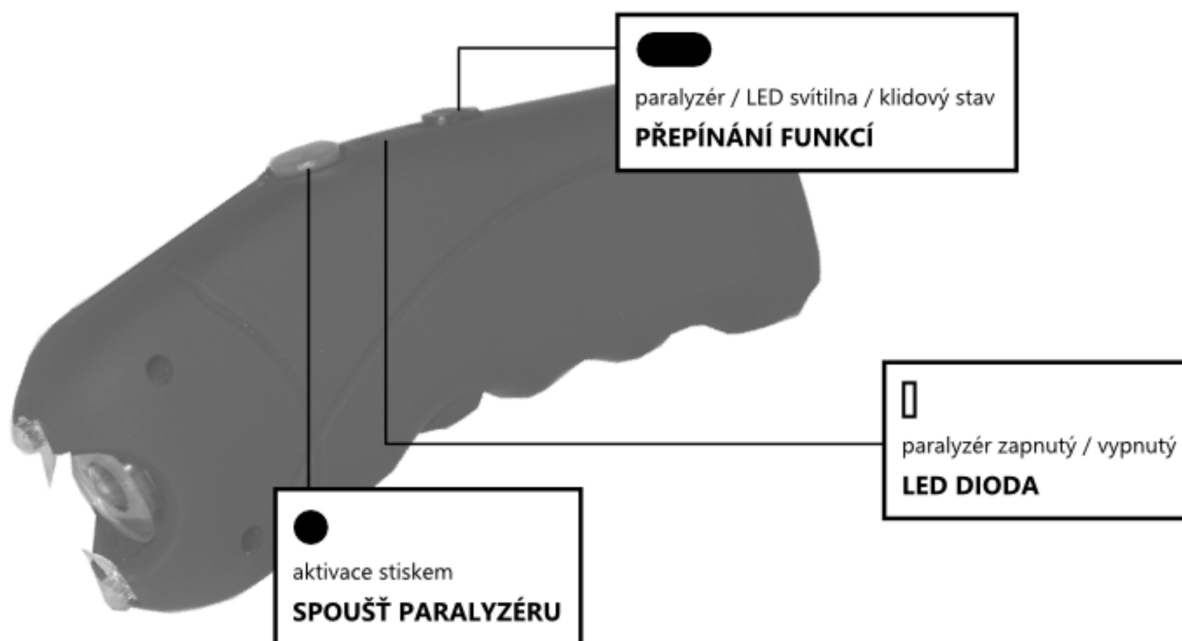 paralyzér / LED svítilna / klidový stav
PŘEPÍNÁNÍ FUNKCÍ
paralyzér zapnutý / vypnutý
LED DIODA
aktivace stiskem
SPOUŠŤ PARALYZÉRU